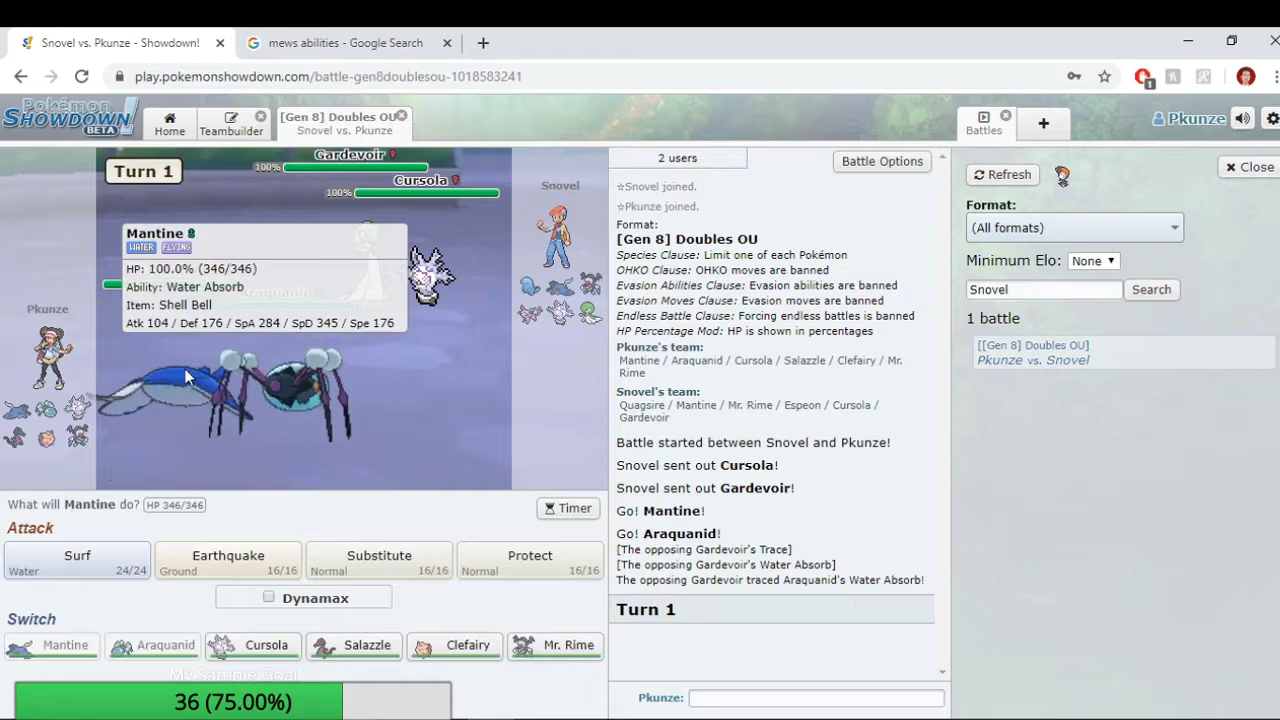 Snovel vs. Pkunze - Showdown!
mews abilities - Google Search
play.pokemonshowdown.com/battle-gen8doublesou-1018583241
1
Pokémon
SHOWDOWN!
BETA
Home
Teambuilder
[Gen 8] Doubles OU
Snovel vs. Pkunze
Battles
Pkunze
Turn 1
Gardevoir
100%
Cursola
100%
Mantine
WATER FLYING
HP: 100.0% (346/346)
Ability: Water Absorb
Item: Shell Bell
Atk 104 / Def 176 / SpA 284 / SpD 345 / Spe 176
Pkunze
Snovel
2 users
Battle Options
☆Snovel joined.
☆Pkunze joined.
Format:
[Gen 8] Doubles OU
Species Clause: Limit one of each Pokémon
OHKO Clause: OHKO moves are banned
Evasion Abilities Clause: Evasion abilities are banned
Evasion Moves Clause: Evasion moves are banned
Endless Battle Clause: Forcing endless battles is banned
HP Percentage Mod: HP is shown in percentages
Pkunze's team:
Mantine / Araquanid / Cursola / Salazzle / Clefairy / Mr.
Rime
Snovel's team:
Quagsire / Mantine / Mr. Rime / Espeon / Cursola /
Gardevoir
Battle started between Snovel and Pkunze!
Snovel sent out Cursola!
Snovel sent out Gardevoir!
Go! Mantine!
Go! Araquanid!
[The opposing Gardevoir's Trace]
[The opposing Gardevoir's Water Absorb]
The opposing Gardevoir traced Araquanid's Water Absorb!
Turn 1
Pkunze:
Refresh
Close
Format:
(All formats)
Minimum Elo: None
Snovel
Search
1 battle
[[Gen 8] Doubles OU]
Pkunze vs. Snovel
What will Mantine do? HP 346/346
Timer
Attack
Surf
Water 24/24
Earthquake
Ground 16/16
Substitute
Normal 16/16
Protect
Normal 16/16
Dynamax
Switch
Mantine
Araquanid
Cursola
Salazzle
Clefairy
Mr. Rime
My Sample Goal
36 (75.00%)